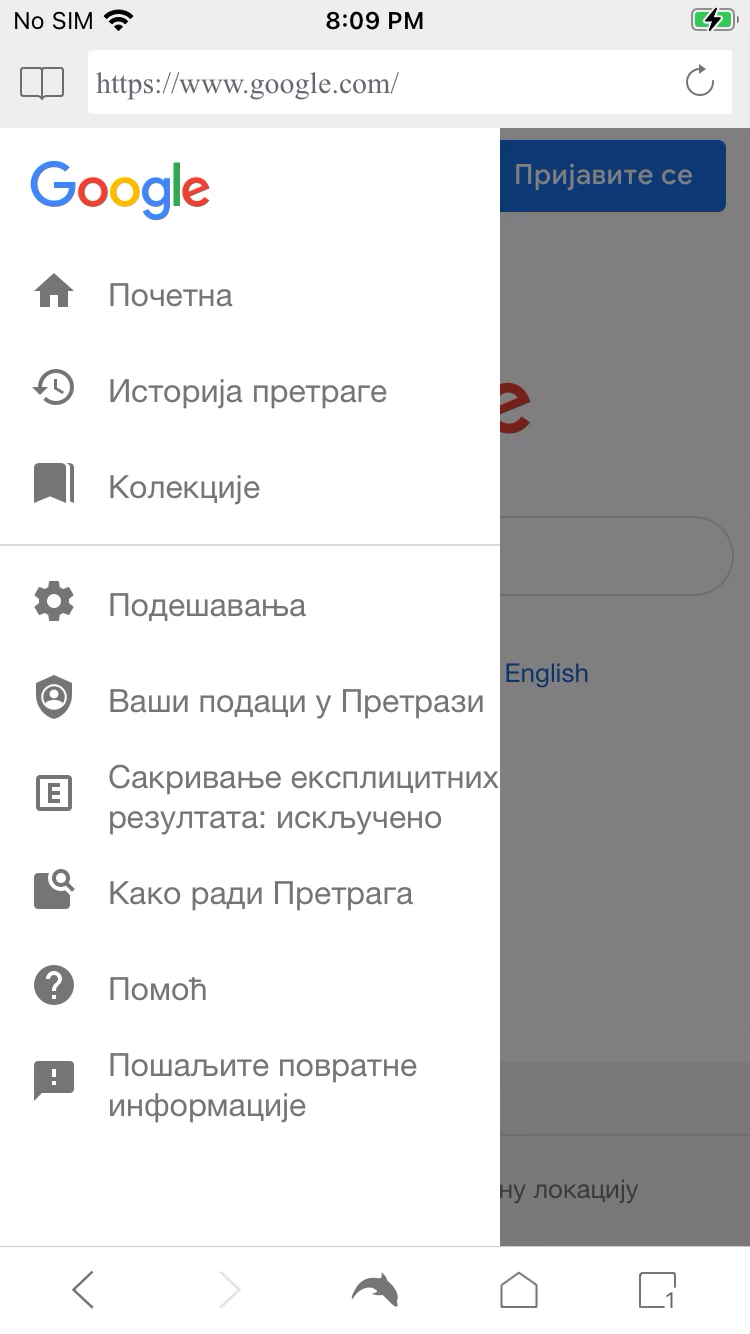 No SIM 8:09 PM
https://www.google.com/
Google
Пријавите се
Почетна
Историја претраге
Колекције
Подешавања
English
Ваши подаци у Претрази
Сакривање експлицитних
резултата: искључено
E
Како ради Претрага
Помоћ
Пошаљите повратне
информације
локацију
1